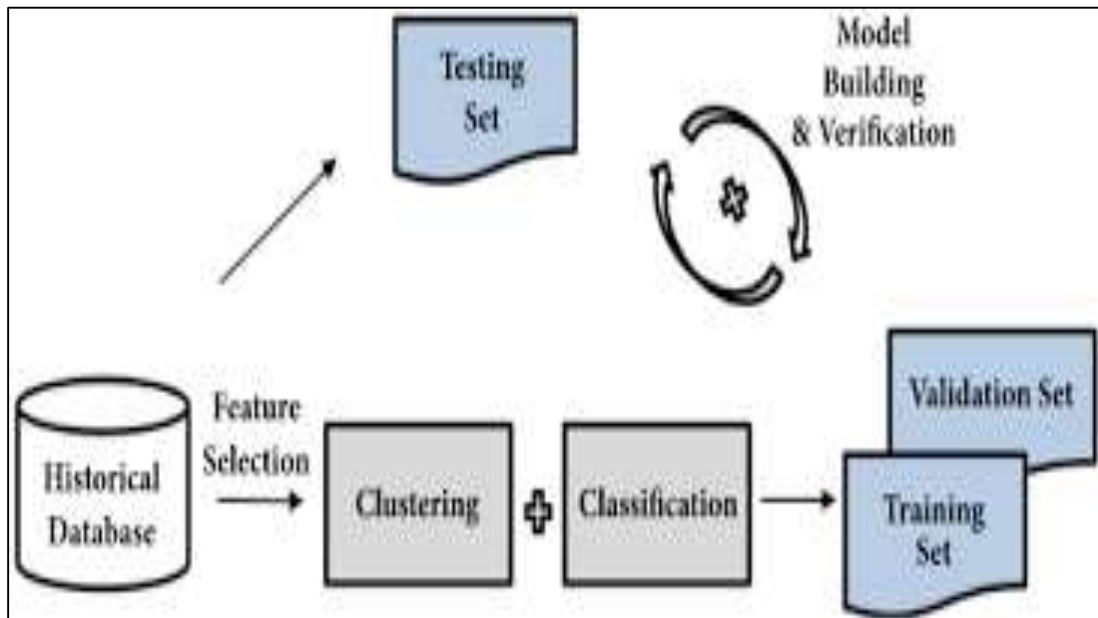 Testing
Set
Model
Building
& Verification
Historical
Database
Feature
Selection
Clustering
Classification
Validation Set
Training
Set